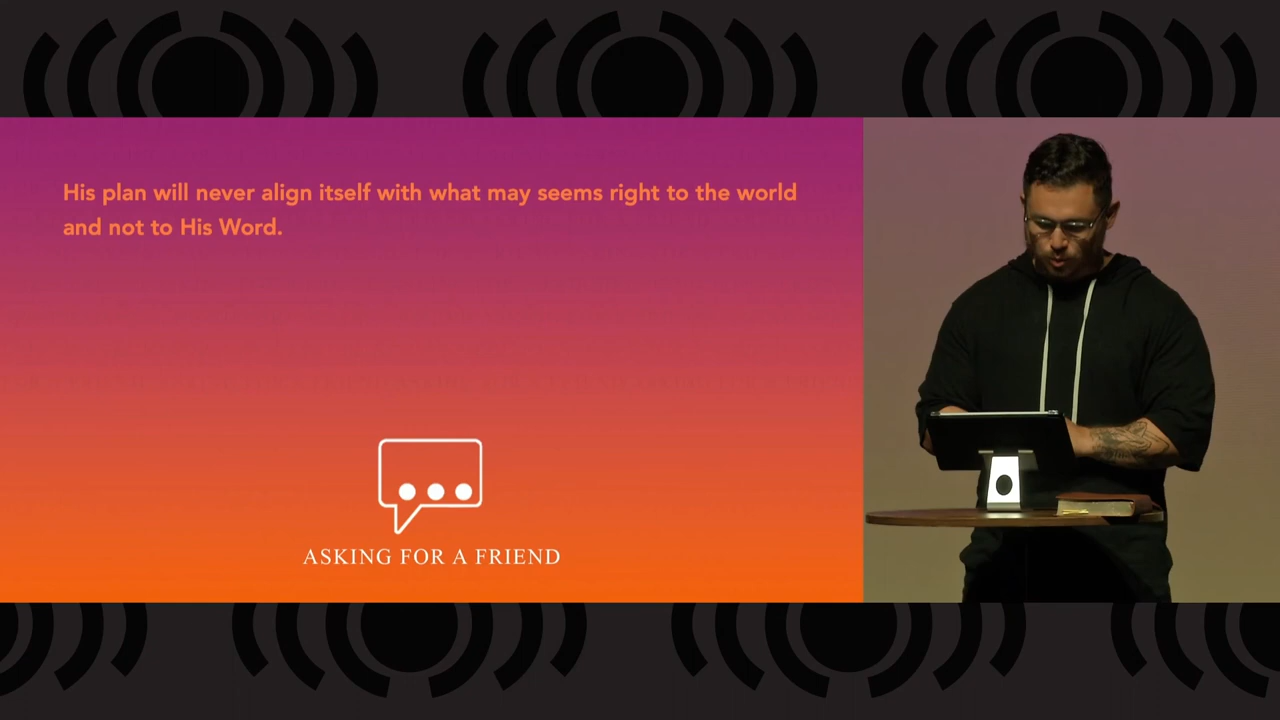 His plan will never align itself with what may seems right to the world
and not to His Word.
ASKING FOR A FRIEND